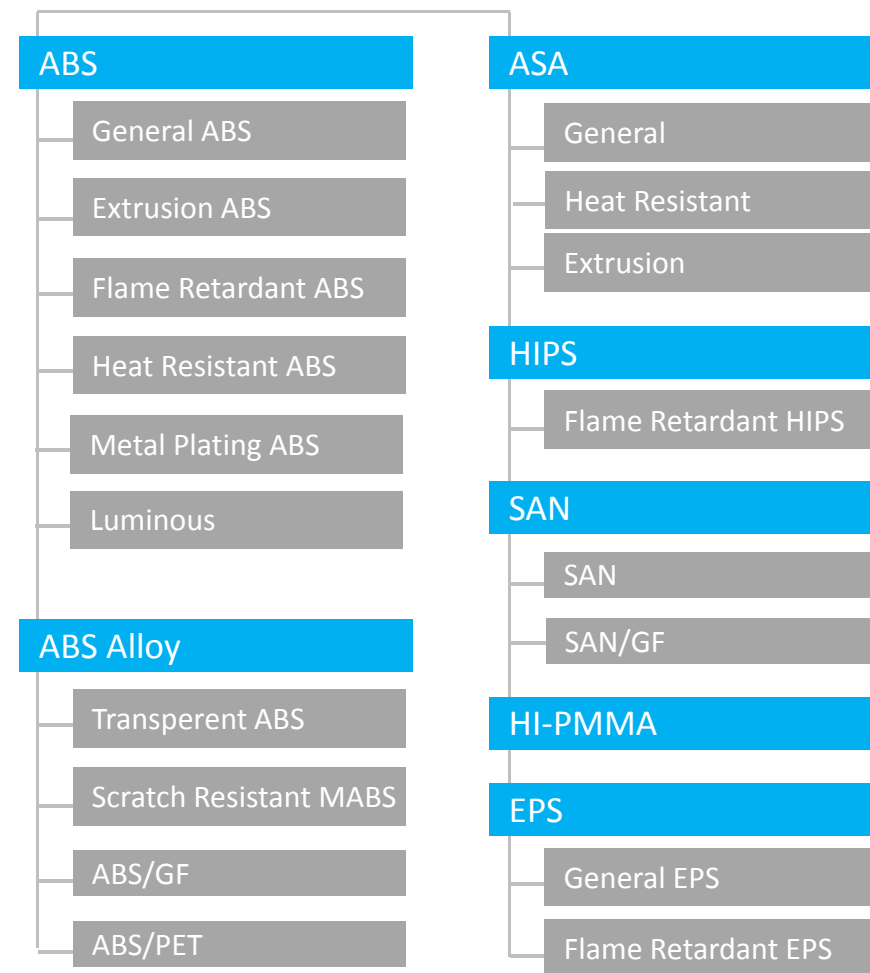 ABS
General ABS
Extrusion ABS
Flame Retardant ABS
Heat Resistant ABS
Metal Plating ABS
Luminous
ABS Alloy
Transperent ABS
Scratch Resistant MABS
ABS/GF
ABS/PET
ASA
General
Heat Resistant
Extrusion
HIPS
Flame Retardant HIPS
SAN
SAN
SAN/GF
HI-PMMA
EPS
General EPS
Flame Retardant EPS